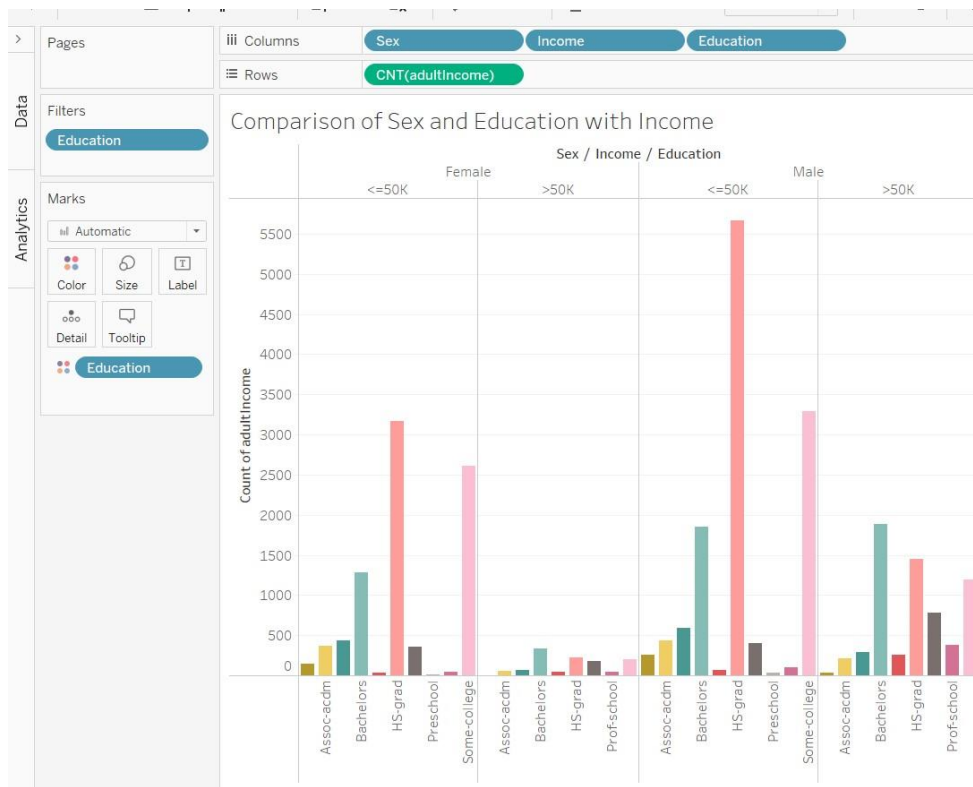 Pages
Columns Sex Income Education
Rows CNT(adultIncome)
Data
Analytics
Filters
Education
Marks
Automatic
Color Size Label
Detail Tooltip
Education
Comparison of Sex and Education with Income
Sex / Income / Education
Female Male
<=50K >50K <=50K >50K
Count of adultIncome
5500
5000
4500
4000
3500
3000
2500
2000
1500
1000
500
0
Assoc-acdm
Bachelors
HS-grad
Preschool
Some-college
Assoc-acdm
Bachelors
HS-grad
Prof-school
Assoc-acdm
Bachelors
HS-grad
Preschool
Some-college
Assoc-acdm
Bachelors
HS-grad
Prof-school